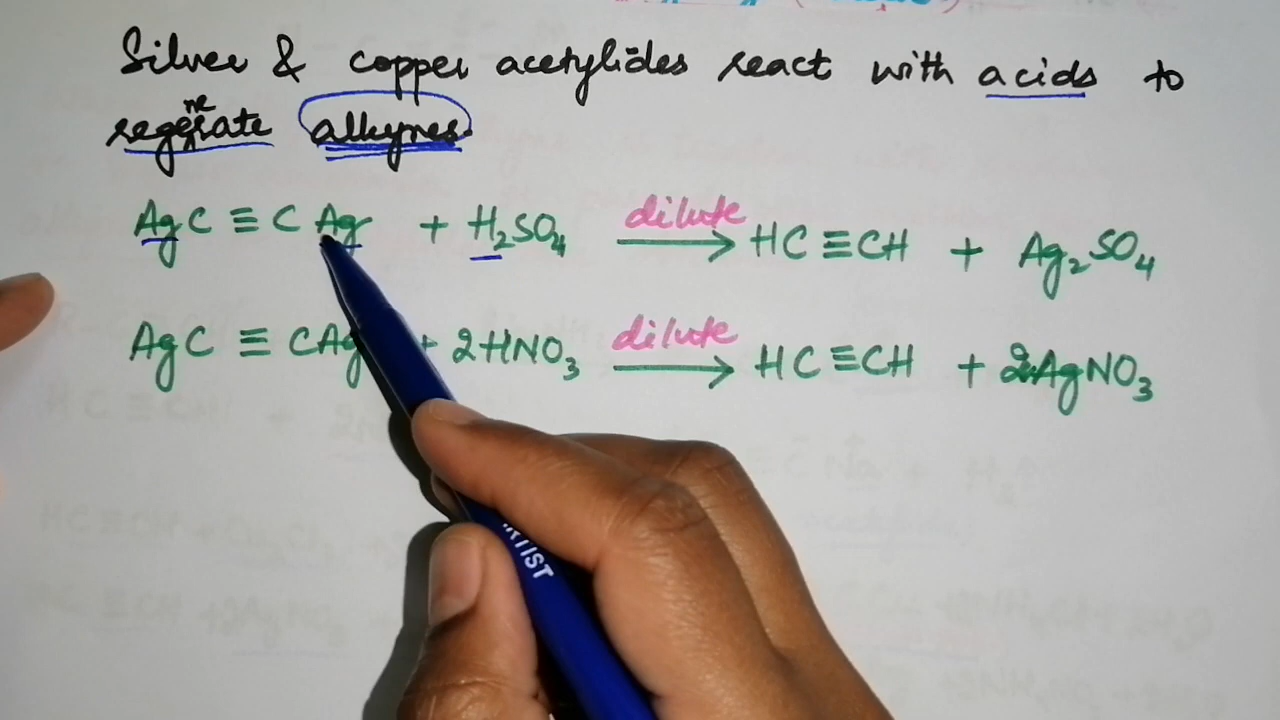 Silver & copper acetylides react with acids to
regenerate alkynes.
AgC ≡ C Ag + H₂SO₄ dilute → HC ≡ CH + Ag₂SO₄
AgC ≡ CAg + 2HNO₃ dilute → HC ≡ CH + 2AgNO₃
RTIST